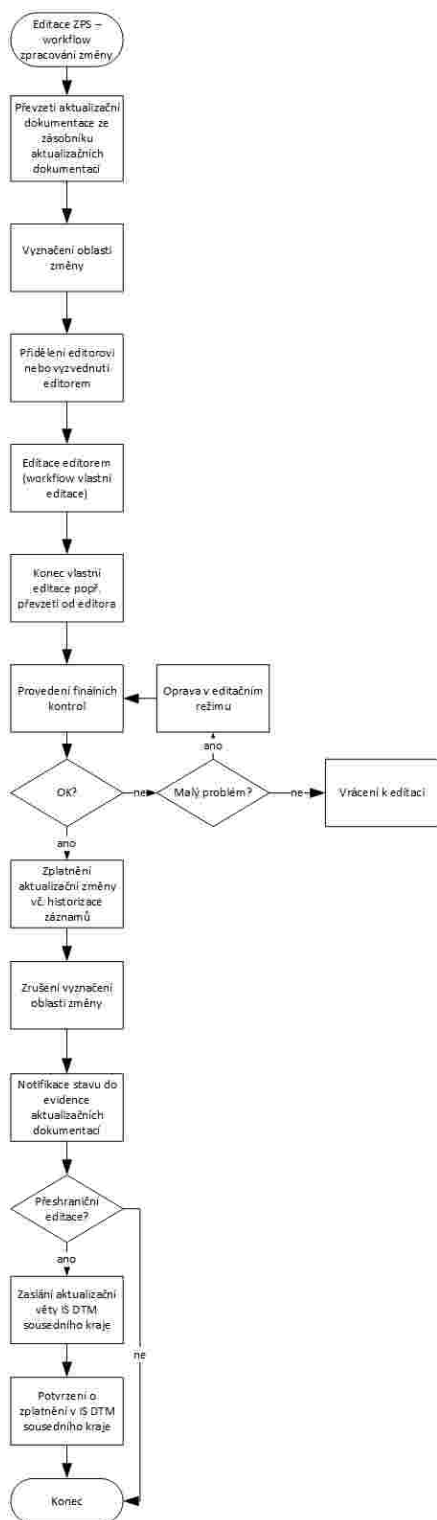 Editace ZPS –
workflow
zpracování změny
Převzetí aktualizační
dokumentace ze
zásobníku
aktualizačních
dokumentací
Vyznačení oblasti
změny
Přidělení editorovi
nebo vyzvednutí
editorem
Editace editorem
(workflow vlastní
editace)
Konec vlastní
editace popř.
převzetí od editora
Provedení finálních
kontrol
Oprava v editačním
režimu
ano
OK?
ne
Malý problém?
ne
Vrácení k editaci
ano
Zplatnění
aktualizační změny
vč. historizace
záznamů
Zrušení vyznačení
oblasti změny
Notifikace stavu do
evidence
aktualizačních
dokumentací
Přeshraniční
editace?
ano
Zaslání aktualizační
věty IS DTM
sousedního kraje
ne
Potvrzení o
zplatnění v IS DTM
sousedního kraje
Konec